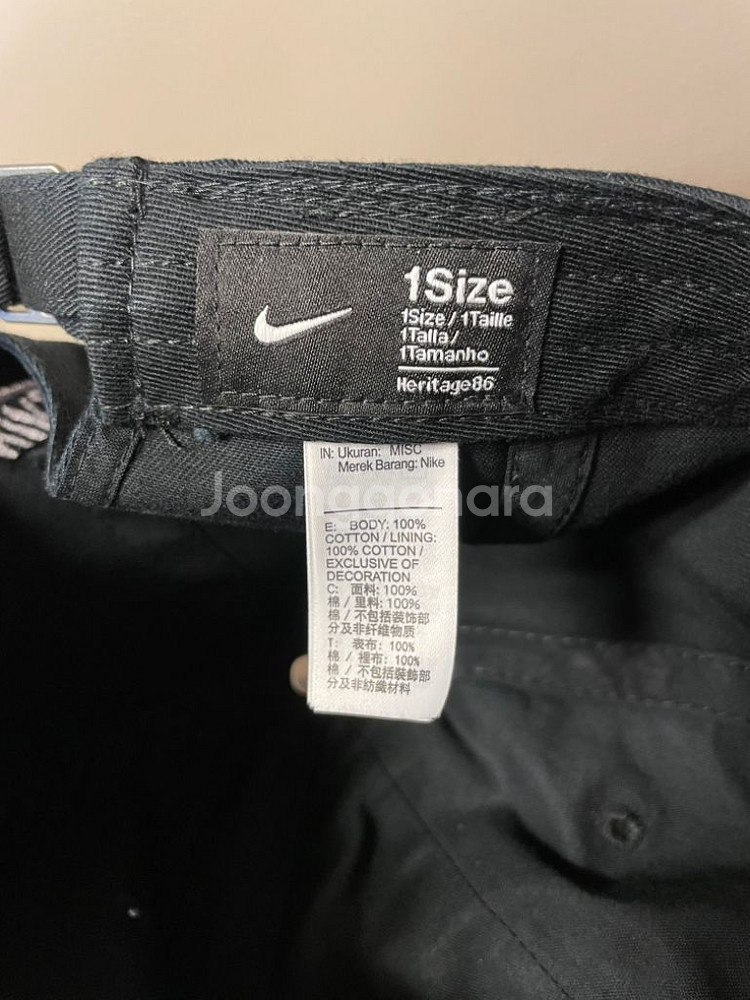 1Size
1Size / 1Taille
1Talla /
1Tamanho
Heritage86
IN: Ukuran: MISC
Merek Barang: Nike
Joonggonara
E: BODY: 100%
COTTON / LINING:
100% COTTON /
EXCLUSIVE OF
DECORATION
C: 面料: 100%
棉 / 里料: 100%
棉 / 不包括装饰部
分及非纤维物质
T: 表布: 100%
棉 / 裡布: 100%
棉 / 不包括裝飾部
分及非紡織材料